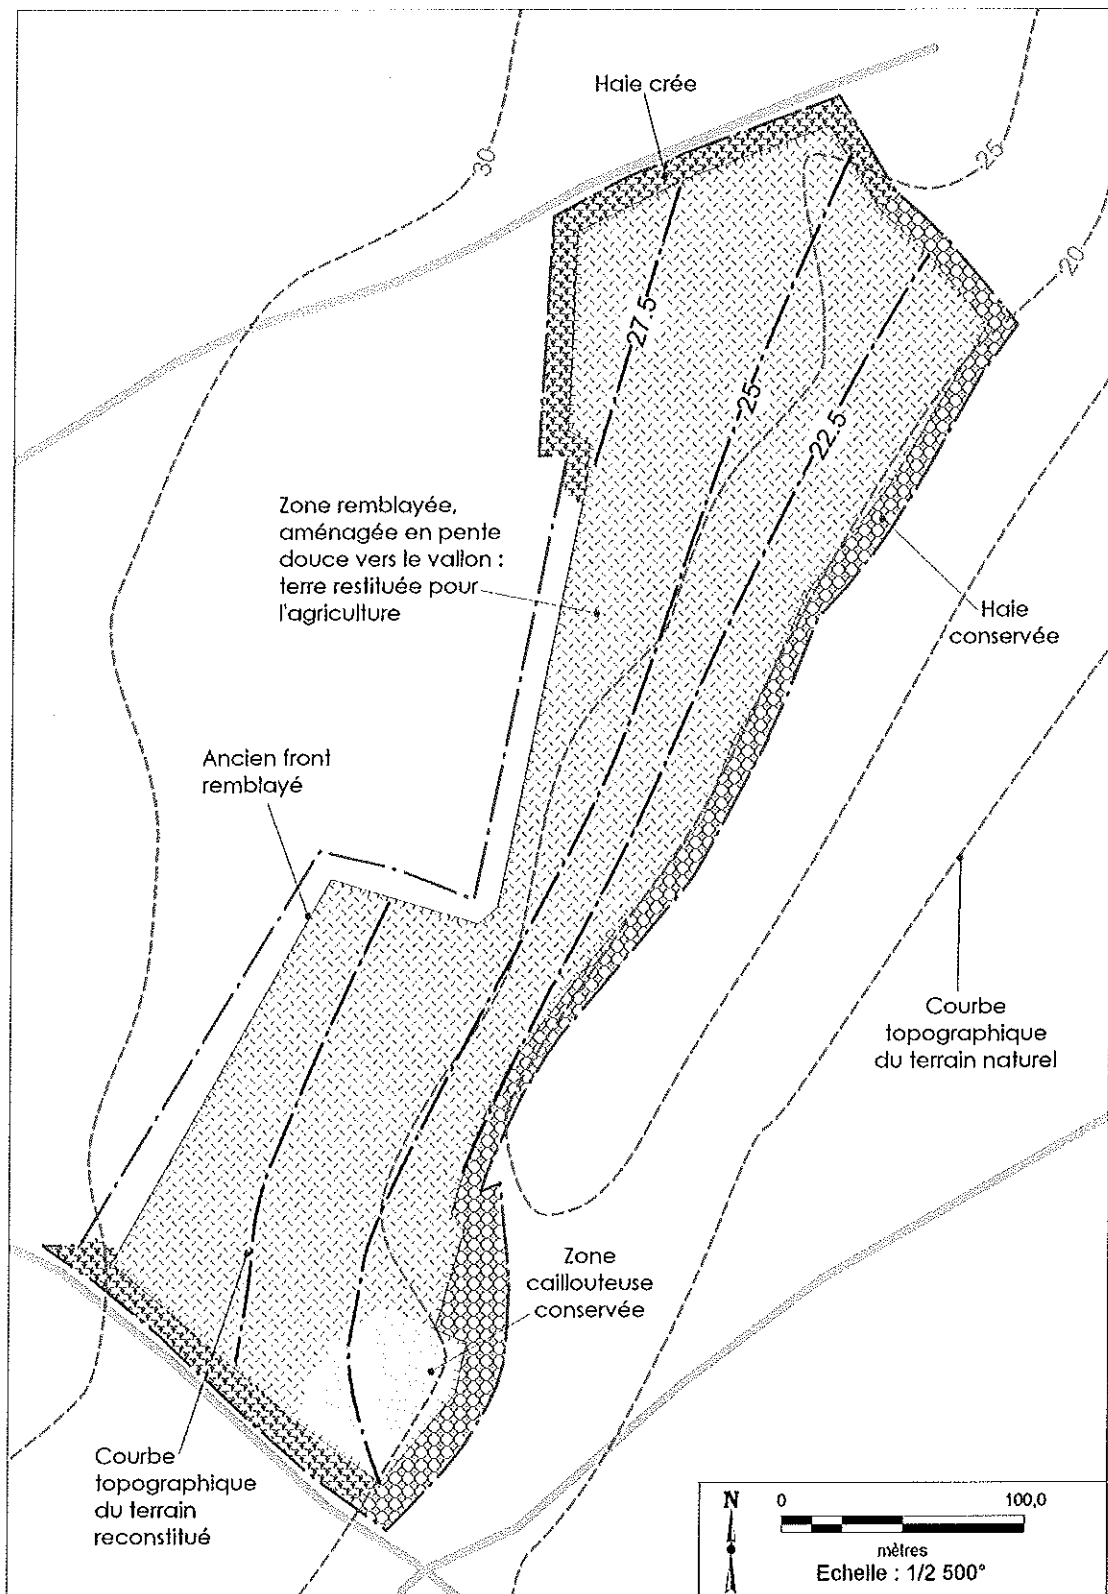 Haie crée
30
25
20
27.5
25
22.5
Zone remblayée,
aménagée en pente
douce vers le vallon :
terre restituée pour
l'agriculture
Haie
conservée
Ancien front
remblayé
Courbe
topographique
du terrain naturel
Zone
caillouteuse
conservée
Courbe
topographique
du terrain
reconstitué
N
0 100,0
mètres
Echelle : 1/2 500°